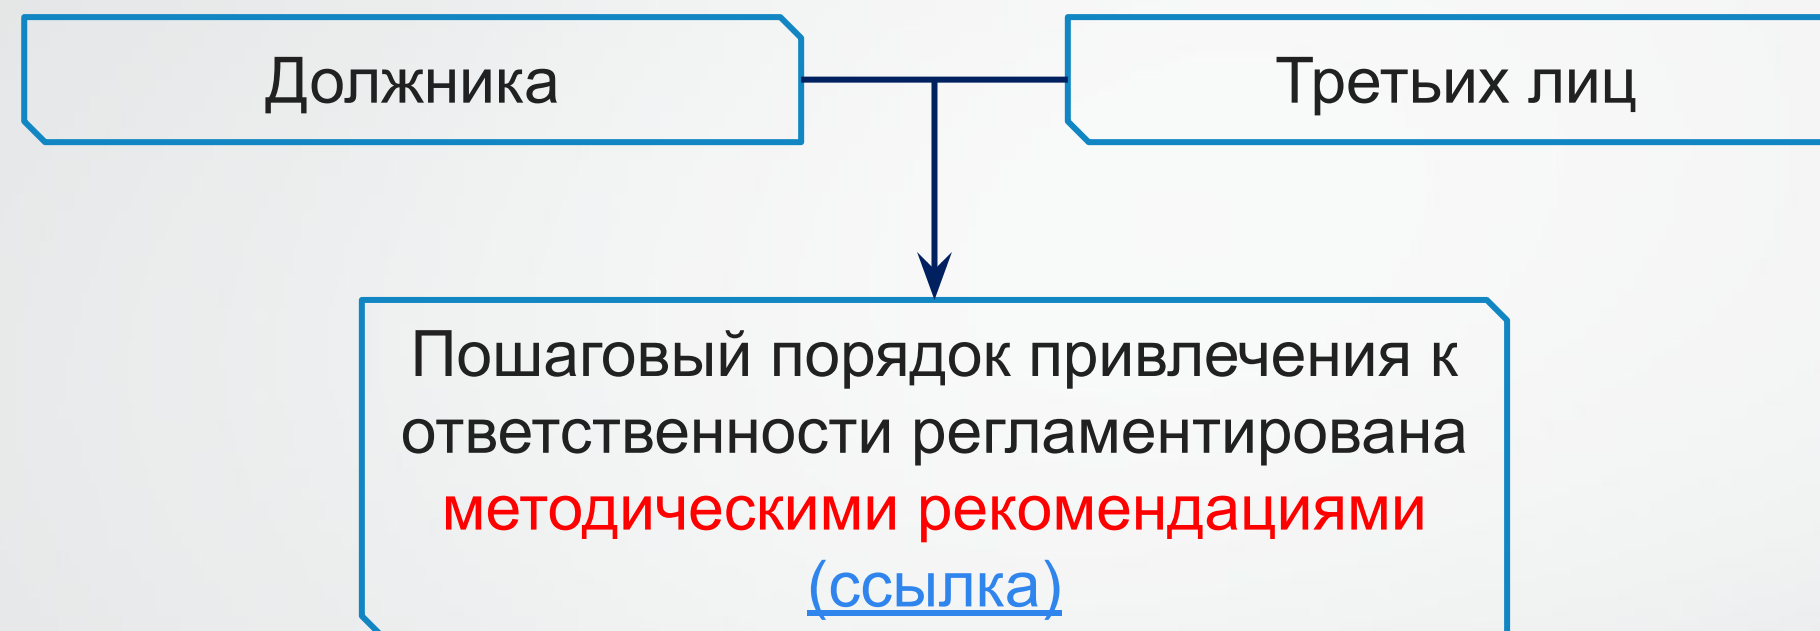 Должника
Третьих лиц
Пошаговый порядок привлечения к
ответственности регламентирована
методическими рекомендациями
(ссылка)